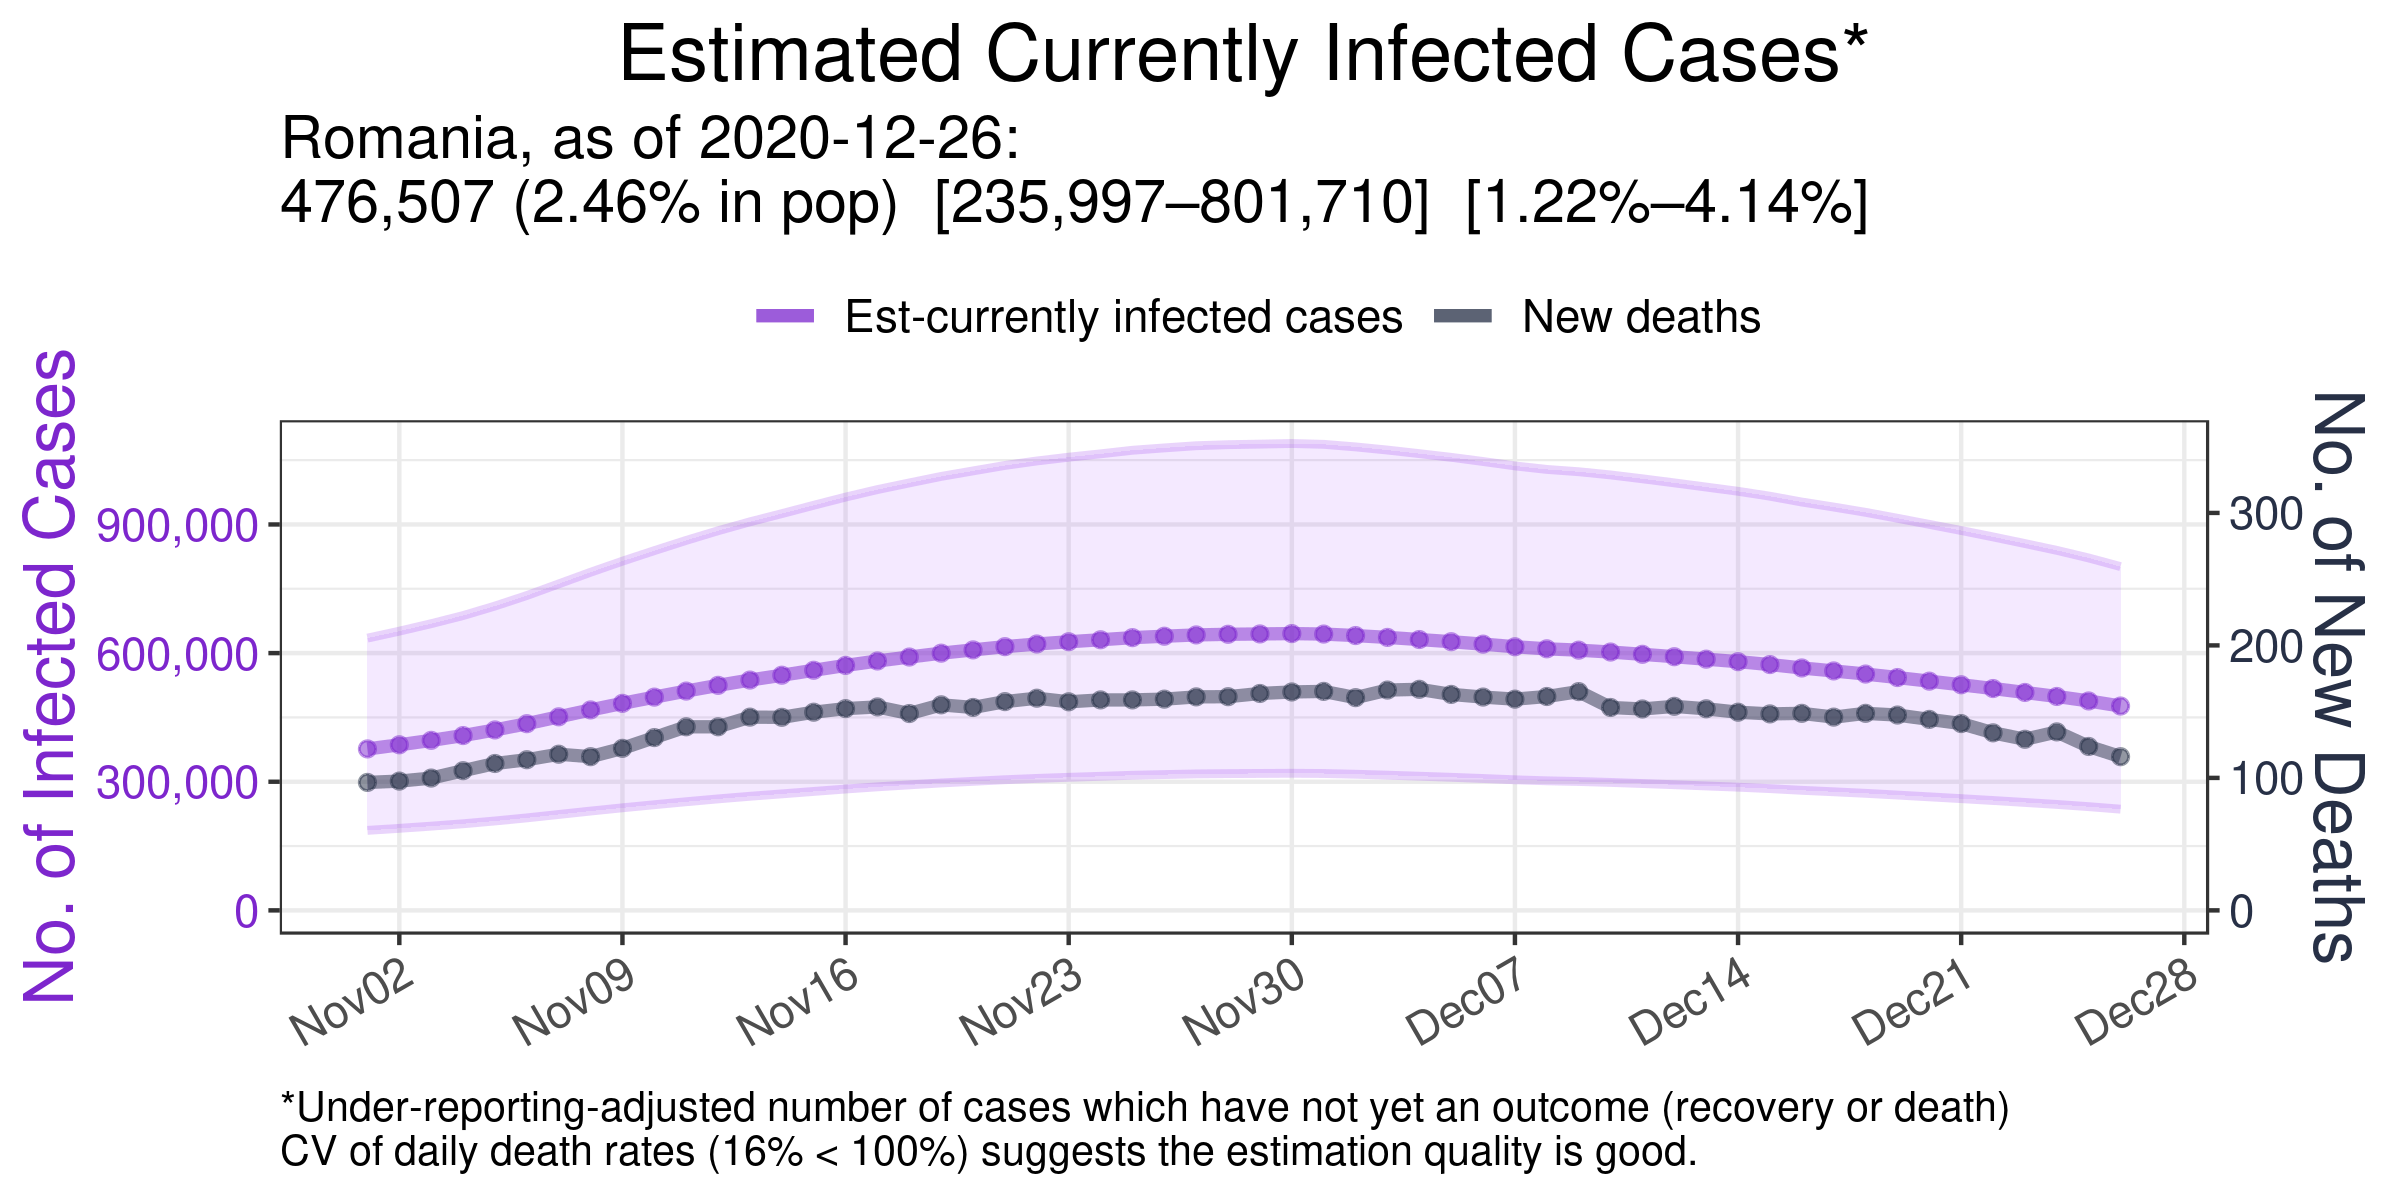 Estimated Currently Infected Cases*
Romania, as of 2020-12-26:
476,507 (2.46% in pop)  [235,997–801,710]  [1.22%–4.14%]
Est-currently infected cases
New deaths
No. of Infected Cases
900,000
600,000
300,000
0
300
200
100
0
No. of New Deaths
Nov02
Nov09
Nov16
Nov23
Nov30
Dec07
Dec14
Dec21
Dec28
*Under-reporting-adjusted number of cases which have not yet an outcome (recovery or death)
CV of daily death rates (16% < 100%) suggests the estimation quality is good.